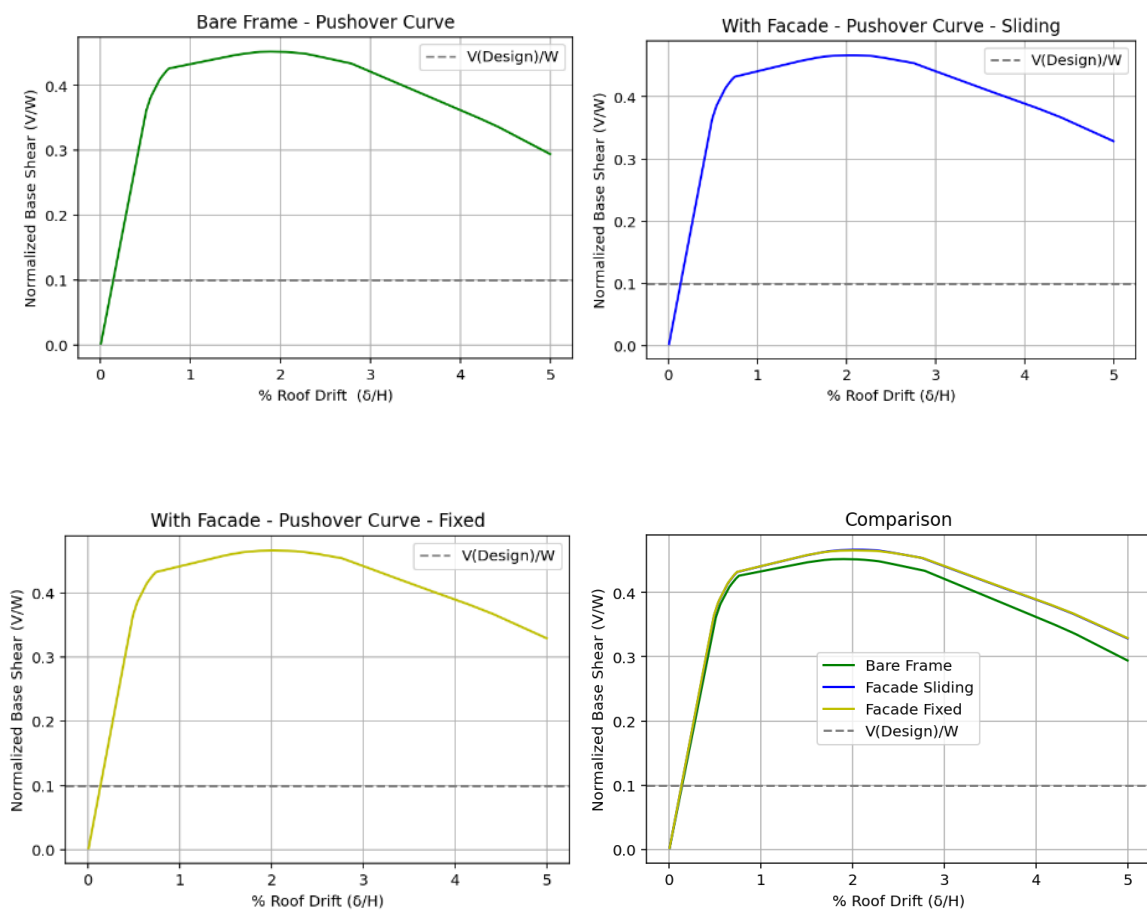 Bare Frame - Pushover Curve
Normalized Base Shear (V/W)
0.4
0.3
0.2
0.1
0.0
V(Design)/W
0 1 2 3 4 5
% Roof Drift  (δ/H)
With Facade - Pushover Curve - Sliding
Normalized Base Shear (V/W)
0.4
0.3
0.2
0.1
0.0
V(Design)/W
0 1 2 3 4 5
% Roof Drift (δ/H)
With Facade - Pushover Curve - Fixed
Normalized Base Shear (V/W)
0.4
0.3
0.2
0.1
0.0
V(Design)/W
0 1 2 3 4 5
% Roof Drift (δ/H)
Comparison
Normalized Base Shear (V/W)
0.4
0.3
0.2
0.1
0.0
Bare Frame
Facade Sliding
Facade Fixed
V(Design)/W
0 1 2 3 4 5
% Roof Drift (δ/H)